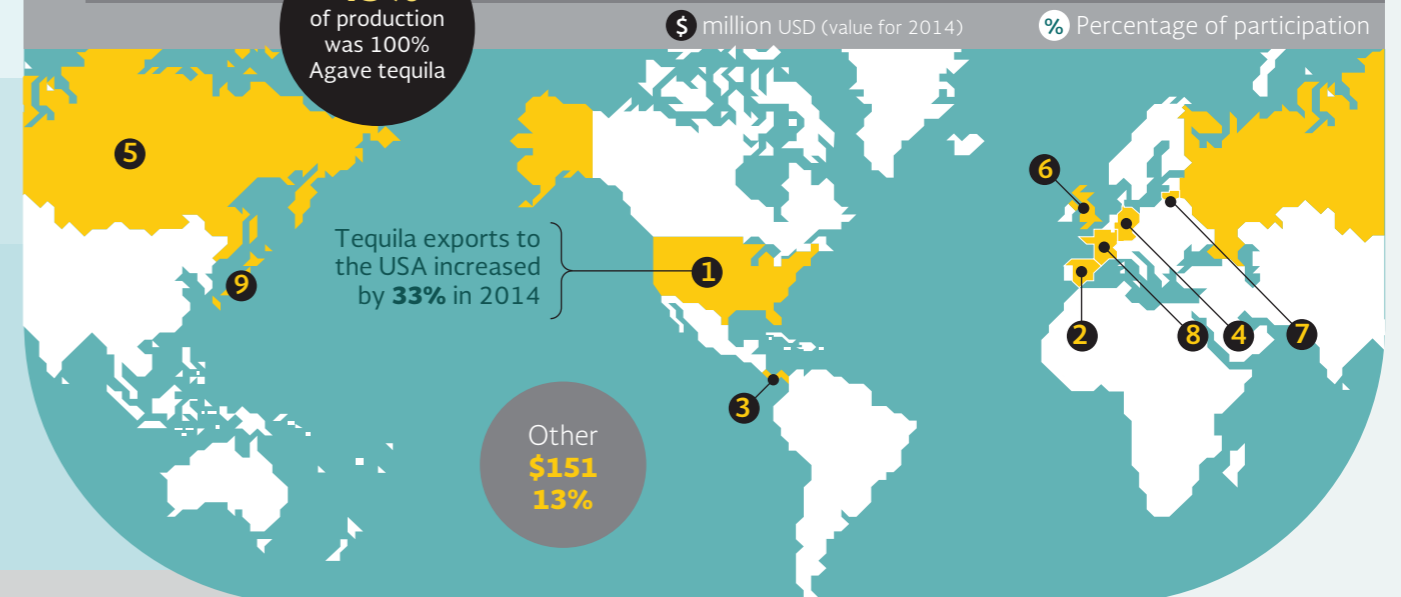 of production
was 100%
Agave tequila
$ million USD (value for 2014)
% Percentage of participation
5
6
Tequila exports to
the USA increased
by 33% in 2014
1
9
2
8
4
7
3
Other
$151
13%